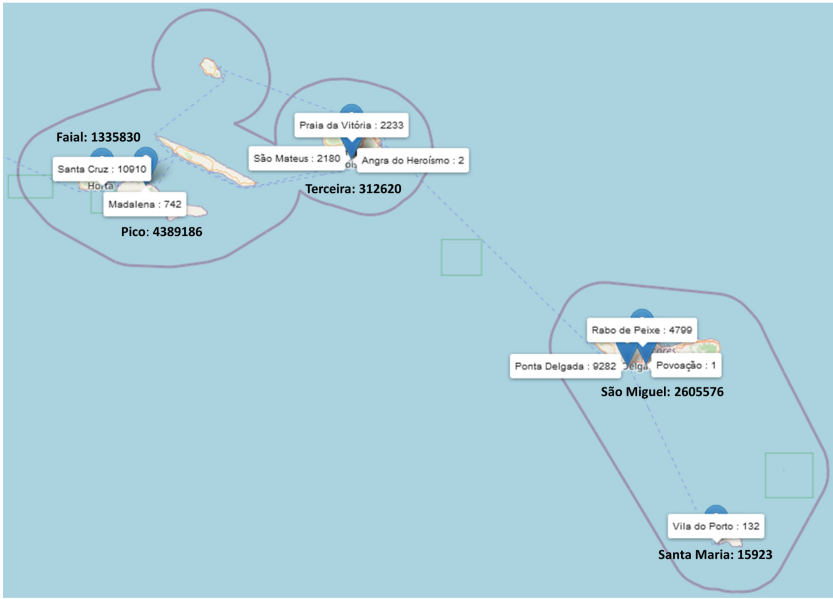 Praia da Vitória : 2233
Faial: 1335830
São Mateus : 2180
Angra do Heroísmo : 2
Santa Cruz : 10910
Terceira: 312620
Horta
Madalena : 742
Pico: 4389186
Rabo de Peixe : 4799
Ponta Delgada : 9282
Povoação : 1
São Miguel: 2605576
Vila do Porto : 132
Santa Maria: 15923